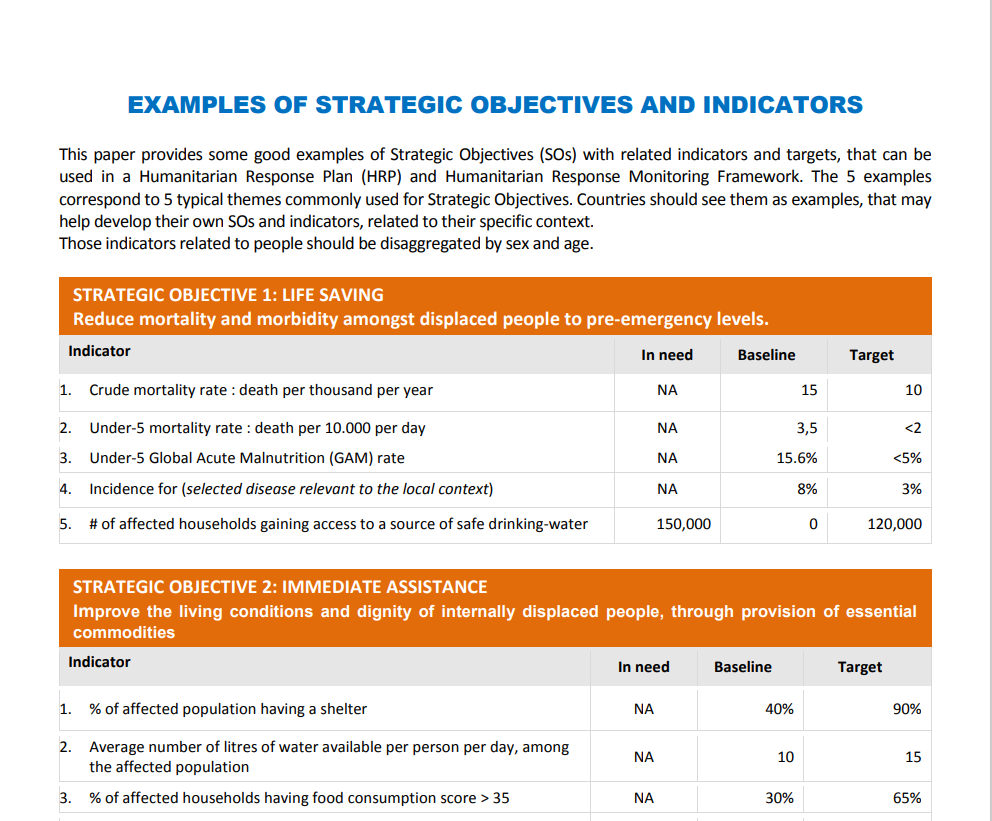 EXAMPLES OF STRATEGIC OBJECTIVES AND INDICATORS
This paper provides some good examples of Strategic Objectives (SOs) with related indicators and targets, that can be
used in a Humanitarian Response Plan (HRP) and Humanitarian Response Monitoring Framework. The 5 examples
correspond to 5 typical themes commonly used for Strategic Objectives. Countries should see them as examples, that may
help develop their own SOs and indicators, related to their specific context.
Those indicators related to people should be disaggregated by sex and age.
STRATEGIC OBJECTIVE 1: LIFE SAVING
Reduce mortality and morbidity amongst displaced people to pre-emergency levels.
Indicator In need Baseline Target
1. Crude mortality rate : death per thousand per year NA 15 10
2. Under-5 mortality rate : death per 10.000 per day NA 3,5 <2
3. Under-5 Global Acute Malnutrition (GAM) rate NA 15.6% <5%
4. Incidence for (selected disease relevant to the local context) NA 8% 3%
5. # of affected households gaining access to a source of safe drinking-water 150,000 0 120,000
STRATEGIC OBJECTIVE 2: IMMEDIATE ASSISTANCE
Improve the living conditions and dignity of internally displaced people, through provision of essential
commodities
Indicator In need Baseline Target
1. % of affected population having a shelter NA 40% 90%
2. Average number of litres of water available per person per day, among
the affected population NA 10 15
3. % of affected households having food consumption score > 35 NA 30% 65%